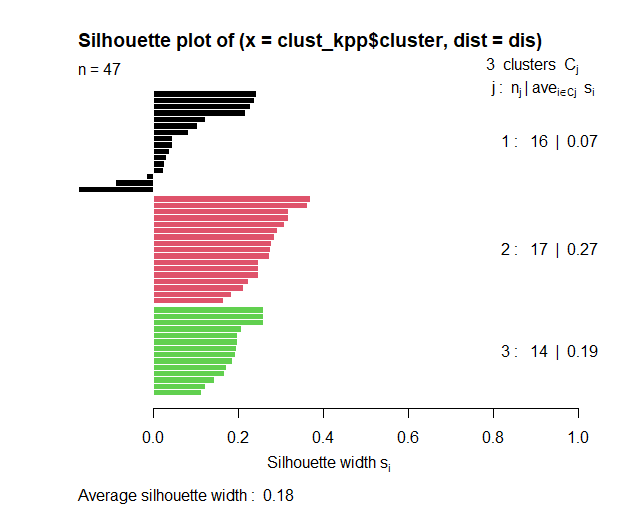 Silhouette plot of (x = clust_kpp$cluster, dist = dis)
n = 47
3 clusters Cj
j : nj | avei∈Cj si
1 : 16 | 0.07
2 : 17 | 0.27
3 : 14 | 0.19
0.0 0.2 0.4 0.6 0.8 1.0
Silhouette width si
Average silhouette width : 0.18